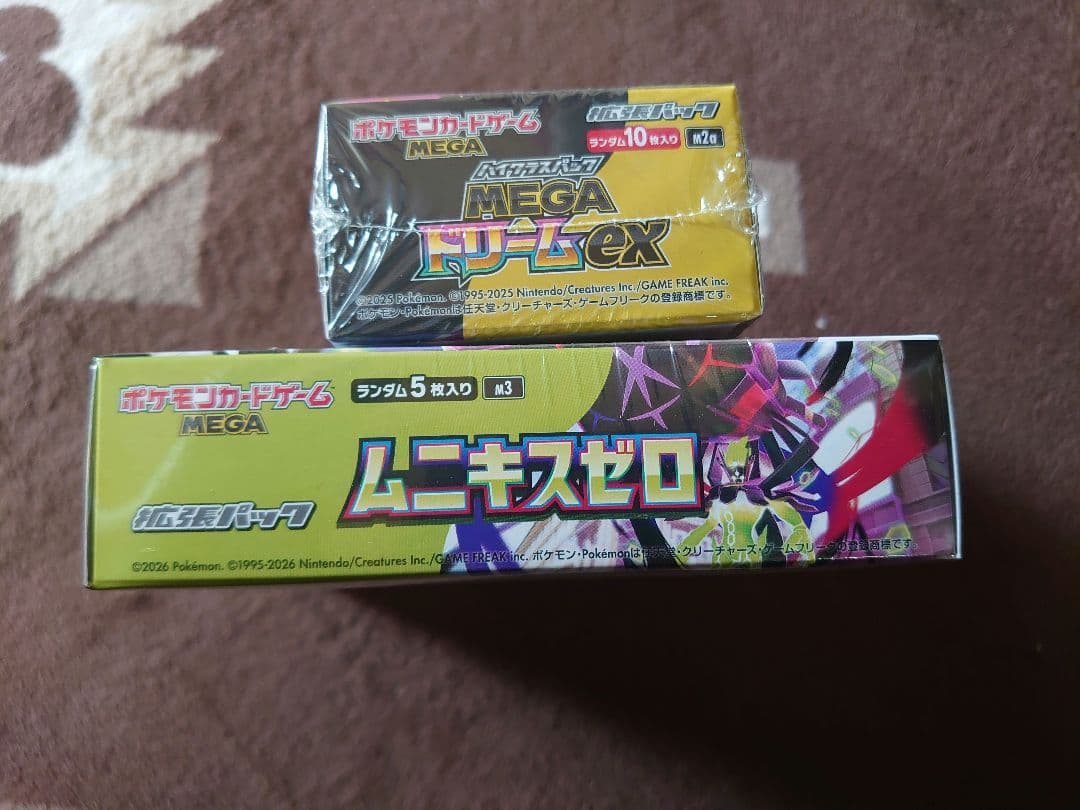 ポケモンカードゲーム
MEGA
拡張パック
ランダム10枚入り M2a
ハイクラスパック
MEGA
ドリームex
©2025 Pokémon. ©1995-2025 Nintendo/Creatures Inc./GAME FREAK inc.
ポケモン・Pokémonは任天堂・クリーチャーズ・ゲームフリークの登録商標です。
ポケモンカードゲーム
MEGA
ランダム5枚入り M3
ムニキスゼロ
拡張パック
©2026 Pokémon. ©1995-2026 Nintendo/Creatures Inc./GAME FREAK inc. ポケモン・Pokémonは任天堂・クリーチャーズ・ゲームフリークの登録商標です。